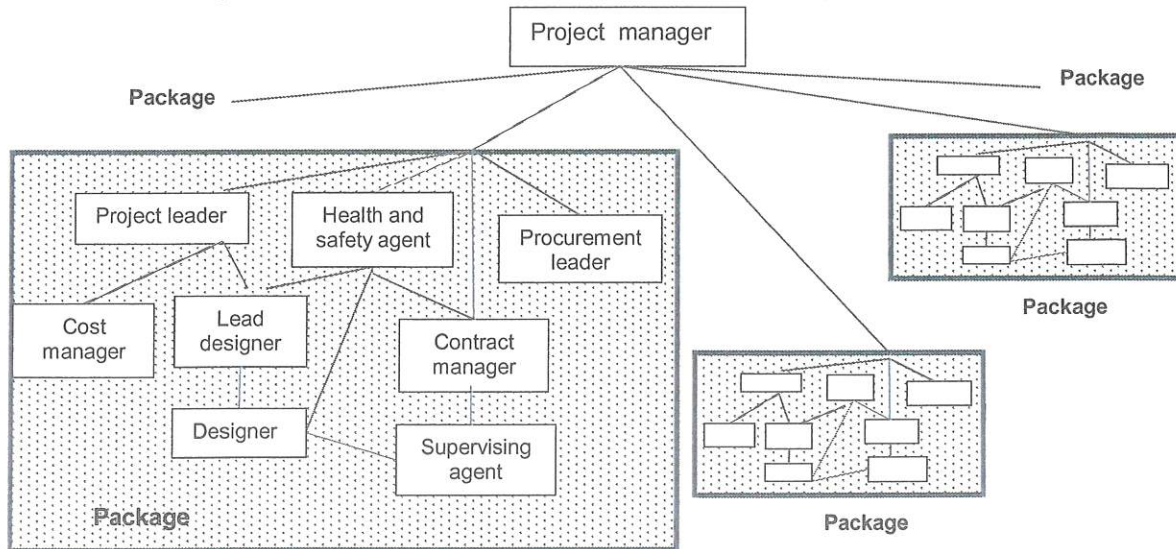 Project manager
Package
Package
Project leader
Health and
safety agent
Procurement
leader
Cost
manager
Lead
designer
Contract
manager
Designer
Supervising
agent
Package
Package
Package